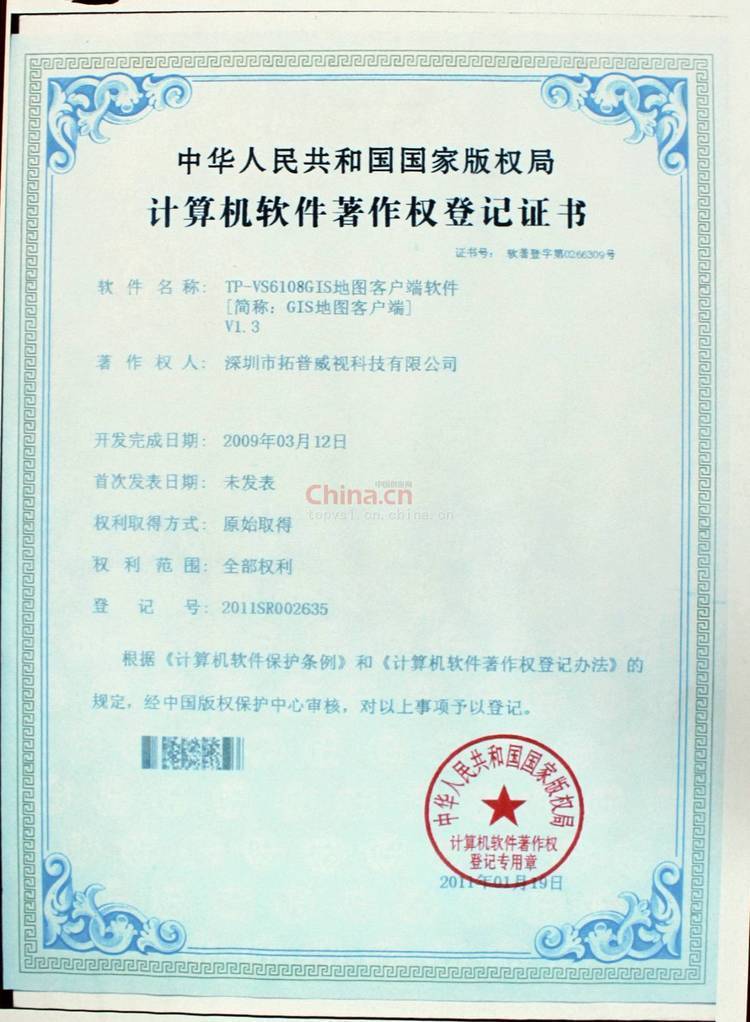 中华人民共和国国家版权局
计算机软件著作权登记证书
证书号： 软著登字第0266309号
软件名称： TP-VS6108GIS地图客户端软件
[简称：GIS地图客户端]
V1.3
著作权人： 深圳市拓普威视科技有限公司
开发完成日期： 2009年03月12日
首次发表日期： 未发表
中国创业网
China.cn
topvs1.cn.china.cn
权利取得方式： 原始取得
权利范围： 全部权利
登记号： 2011SR002635
根据《计算机软件保护条例》和《计算机软件著作权登记办法》的
规定，经中国版权保护中心审核，对以上事项予以登记。
中华人民共和国国家版权局
计算机软件著作权
登记专用章
2011年01月19日